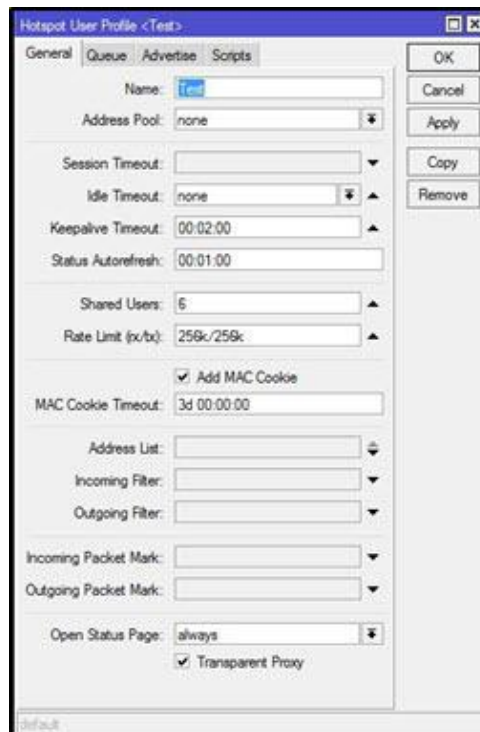 Hotspot User Profile <Test>
General Queue Advertise Scripts
OK
Cancel
Apply
Copy
Remove
Name: Test
Address Pool: none
Session Timeout:
Idle Timeout: none
Keepalive Timeout: 00:02:00
Status Autorefresh: 00:01:00
Shared Users: 6
Rate Limit (rx/tx): 256k/256k
Add MAC Cookie
MAC Cookie Timeout: 3d 00:00:00
Address List:
Incoming Filter:
Outgoing Filter:
Incoming Packet Mark:
Outgoing Packet Mark:
Open Status Page: always
Transparent Proxy
default